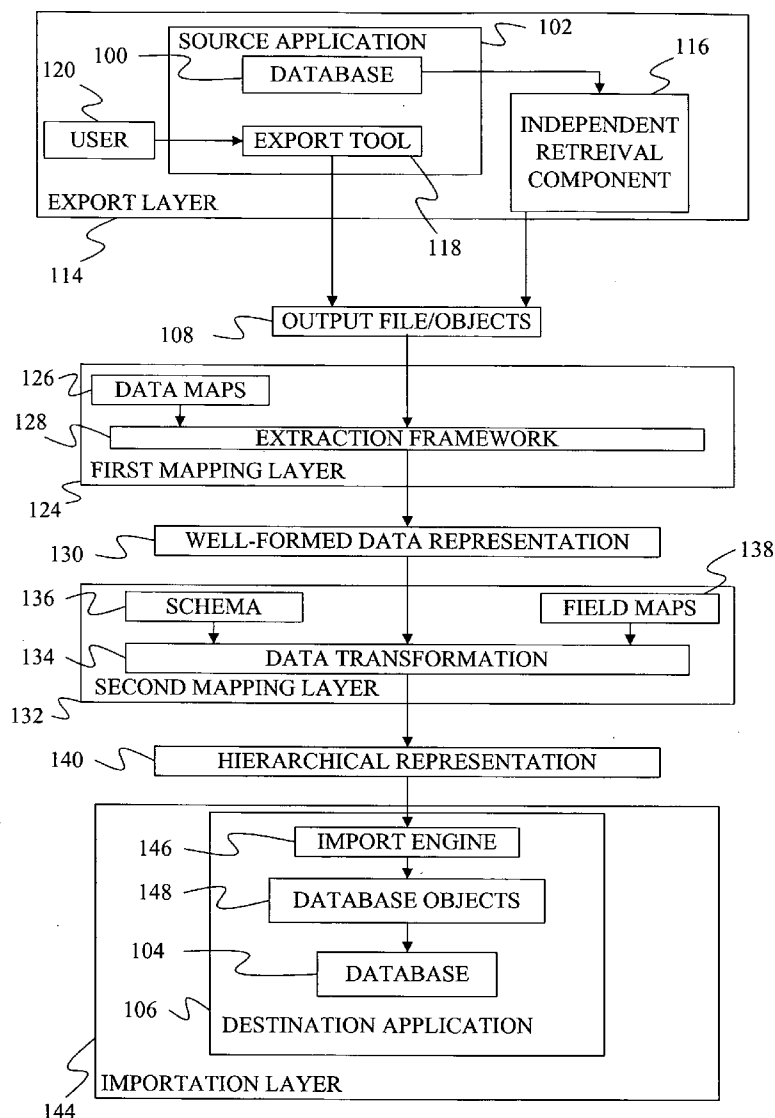 SOURCE APPLICATION
102
100
116
120
DATABASE
USER
EXPORT TOOL
INDEPENDENT
RETREIVAL
COMPONENT
EXPORT LAYER
114
118
108
OUTPUT FILE/OBJECTS
126
DATA MAPS
128
EXTRACTION FRAMEWORK
FIRST MAPPING LAYER
124
130
WELL-FORMED DATA REPRESENTATION
138
136
SCHEMA
FIELD MAPS
134
DATA TRANSFORMATION
SECOND MAPPING LAYER
132
140
HIERARCHICAL REPRESENTATION
146
IMPORT ENGINE
148
DATABASE OBJECTS
104
DATABASE
106
DESTINATION APPLICATION
IMPORTATION LAYER
144